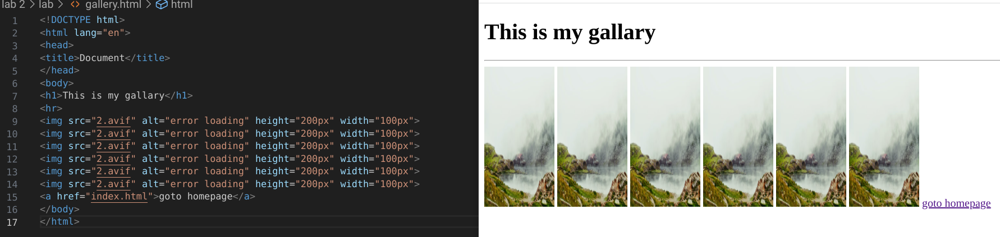 lab 2 > lab > <> gallery.html > html
1 <!DOCTYPE html>
2 <html lang="en">
3 <head>
4 <title>Document</title>
5 </head>
6 <body>
7 <h1>This is my gallary</h1>
8 <hr>
9 <img src="2.avif" alt="error loading" height="200px" width="100px">
10 <img src="2.avif" alt="error loading" height="200px" width="100px">
11 <img src="2.avif" alt="error loading" height="200px" width="100px">
12 <img src="2.avif" alt="error loading" height="200px" width="100px">
13 <img src="2.avif" alt="error loading" height="200px" width="100px">
14 <img src="2.avif" alt="error loading" height="200px" width="100px">
15 <a href="index.html">goto homepage</a>
16 </body>
17 </html>
This is my gallary
goto homepage